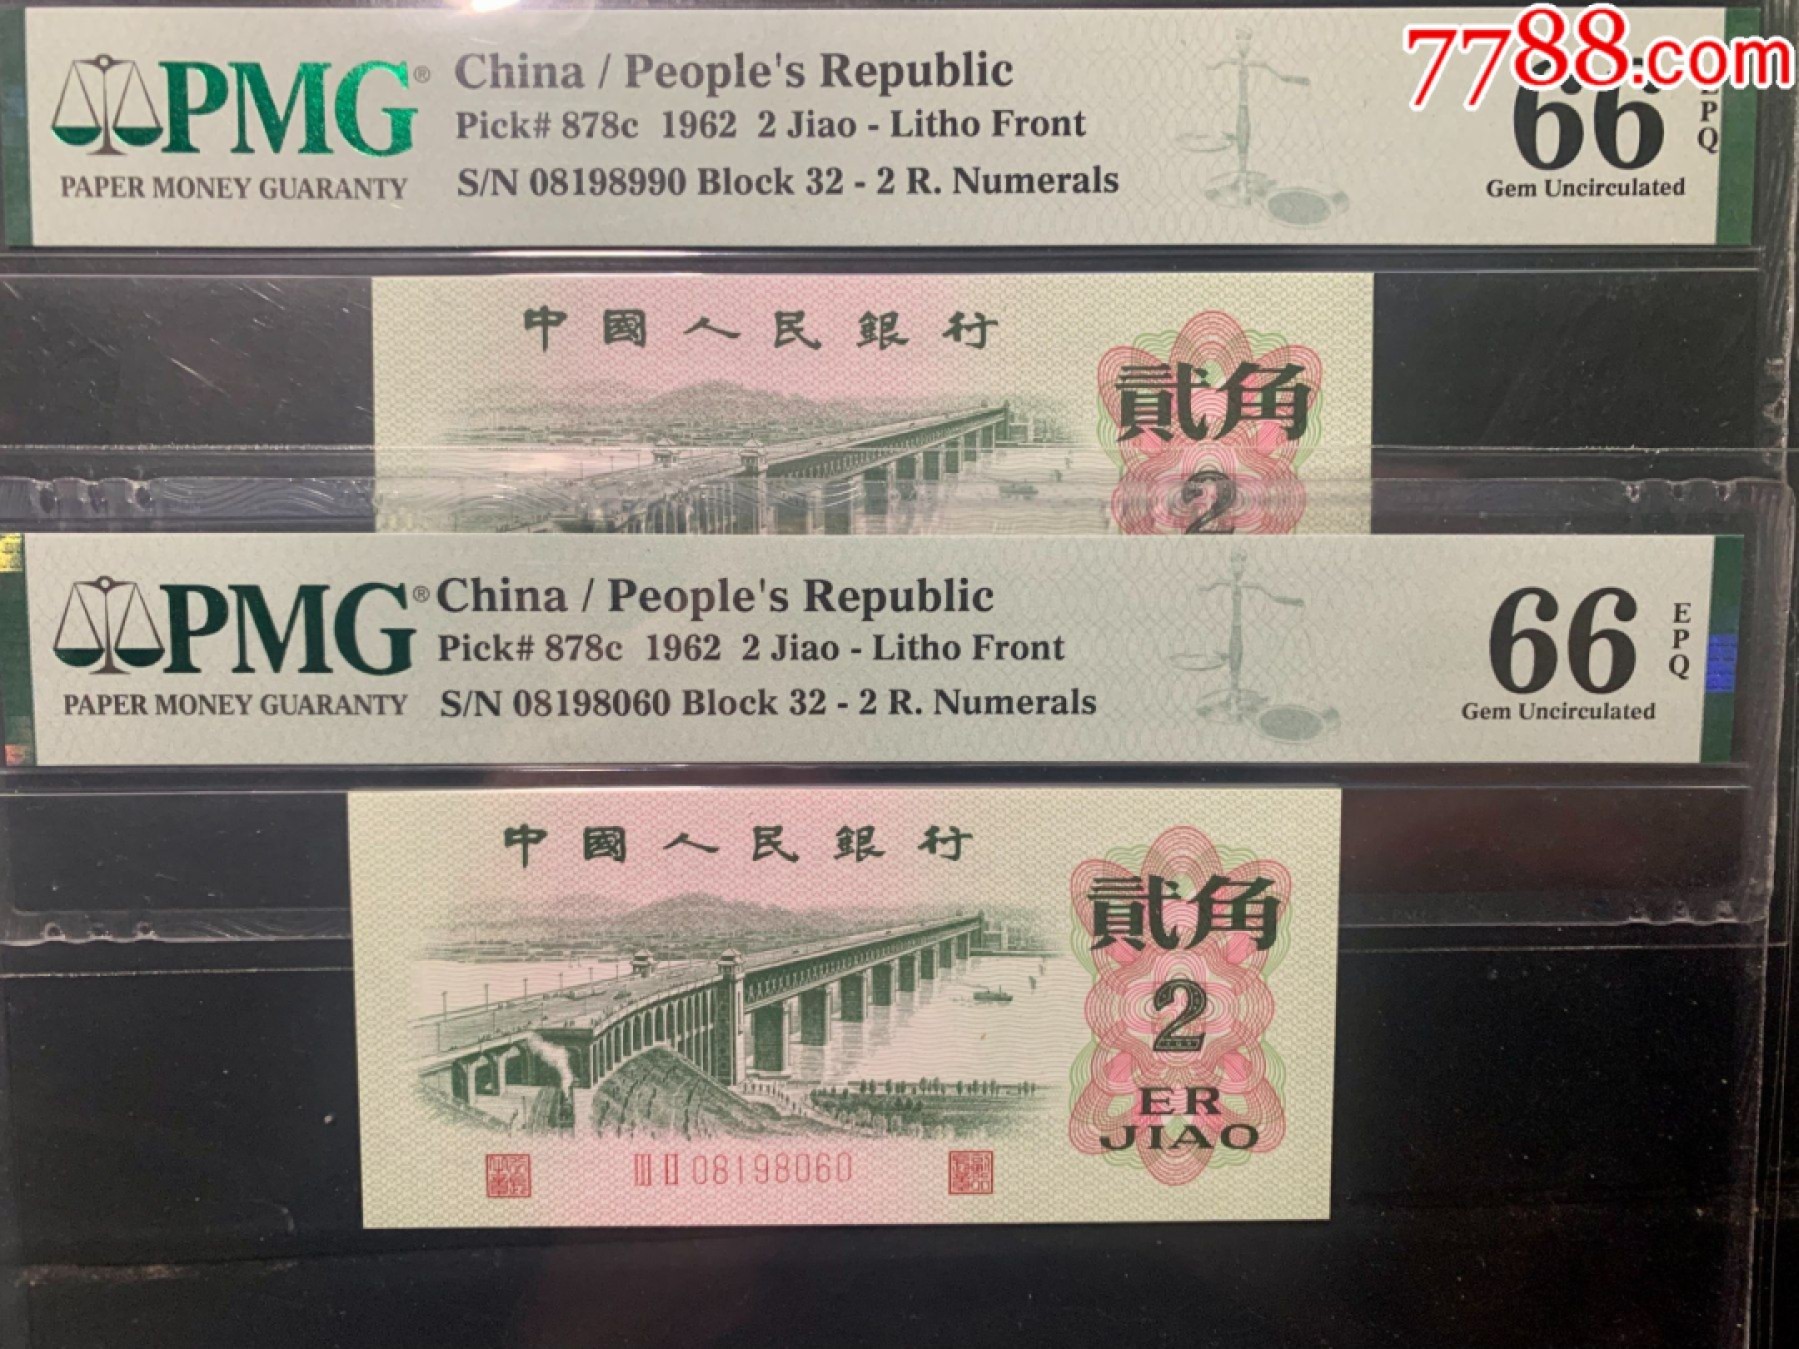 7788.com
PMG® China / People's Republic
Pick# 878c 1962 2 Jiao - Litho Front
PAPER MONEY GUARANTY S/N 08198990 Block 32 - 2 R. Numerals
66 EPQ
Gem Uncirculated
中國人民銀行
貳角
2
PMG® China / People's Republic
Pick# 878c 1962 2 Jiao - Litho Front
PAPER MONEY GUARANTY S/N 08198060 Block 32 - 2 R. Numerals
66 EPQ
Gem Uncirculated
中國人民銀行
貳角
2
ER
JIAO
III II 08198060